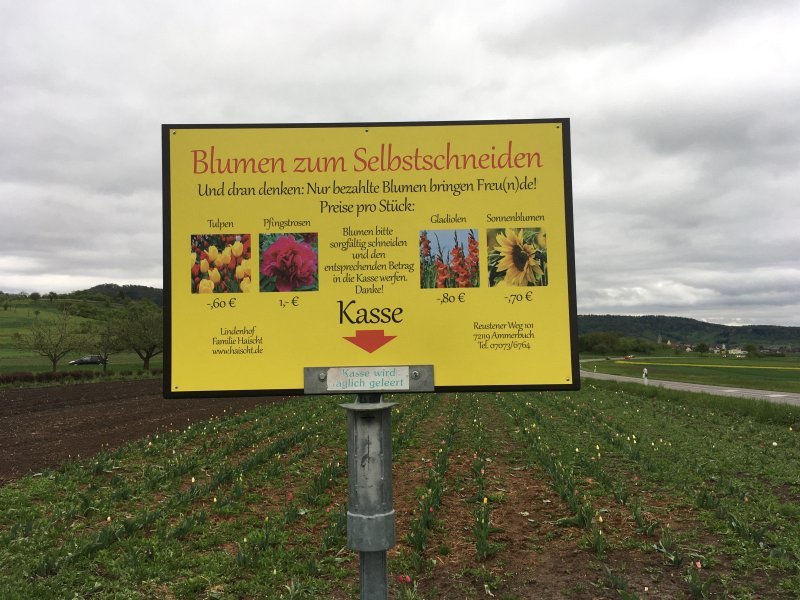 Blumen zum Selbstschneiden
Und dran denken: Nur bezahlte Blumen bringen Freu(n)de!
Preise pro Stück:
Tulpen
Pfingstrosen
Gladiolen
Sonnenblumen
Blumen bitte
sorgfältig schneiden
und den
entsprechenden Betrag
in die Kasse werfen.
Danke!
-,60 €
1,- €
-,80 €
-,70 €
Kasse
Lindenhof
Familie Haischt
www.haischt.de
Reustener Weg 101
72119 Ammerbuch
Tel. 07073/6764
Kasse wird
täglich geleert